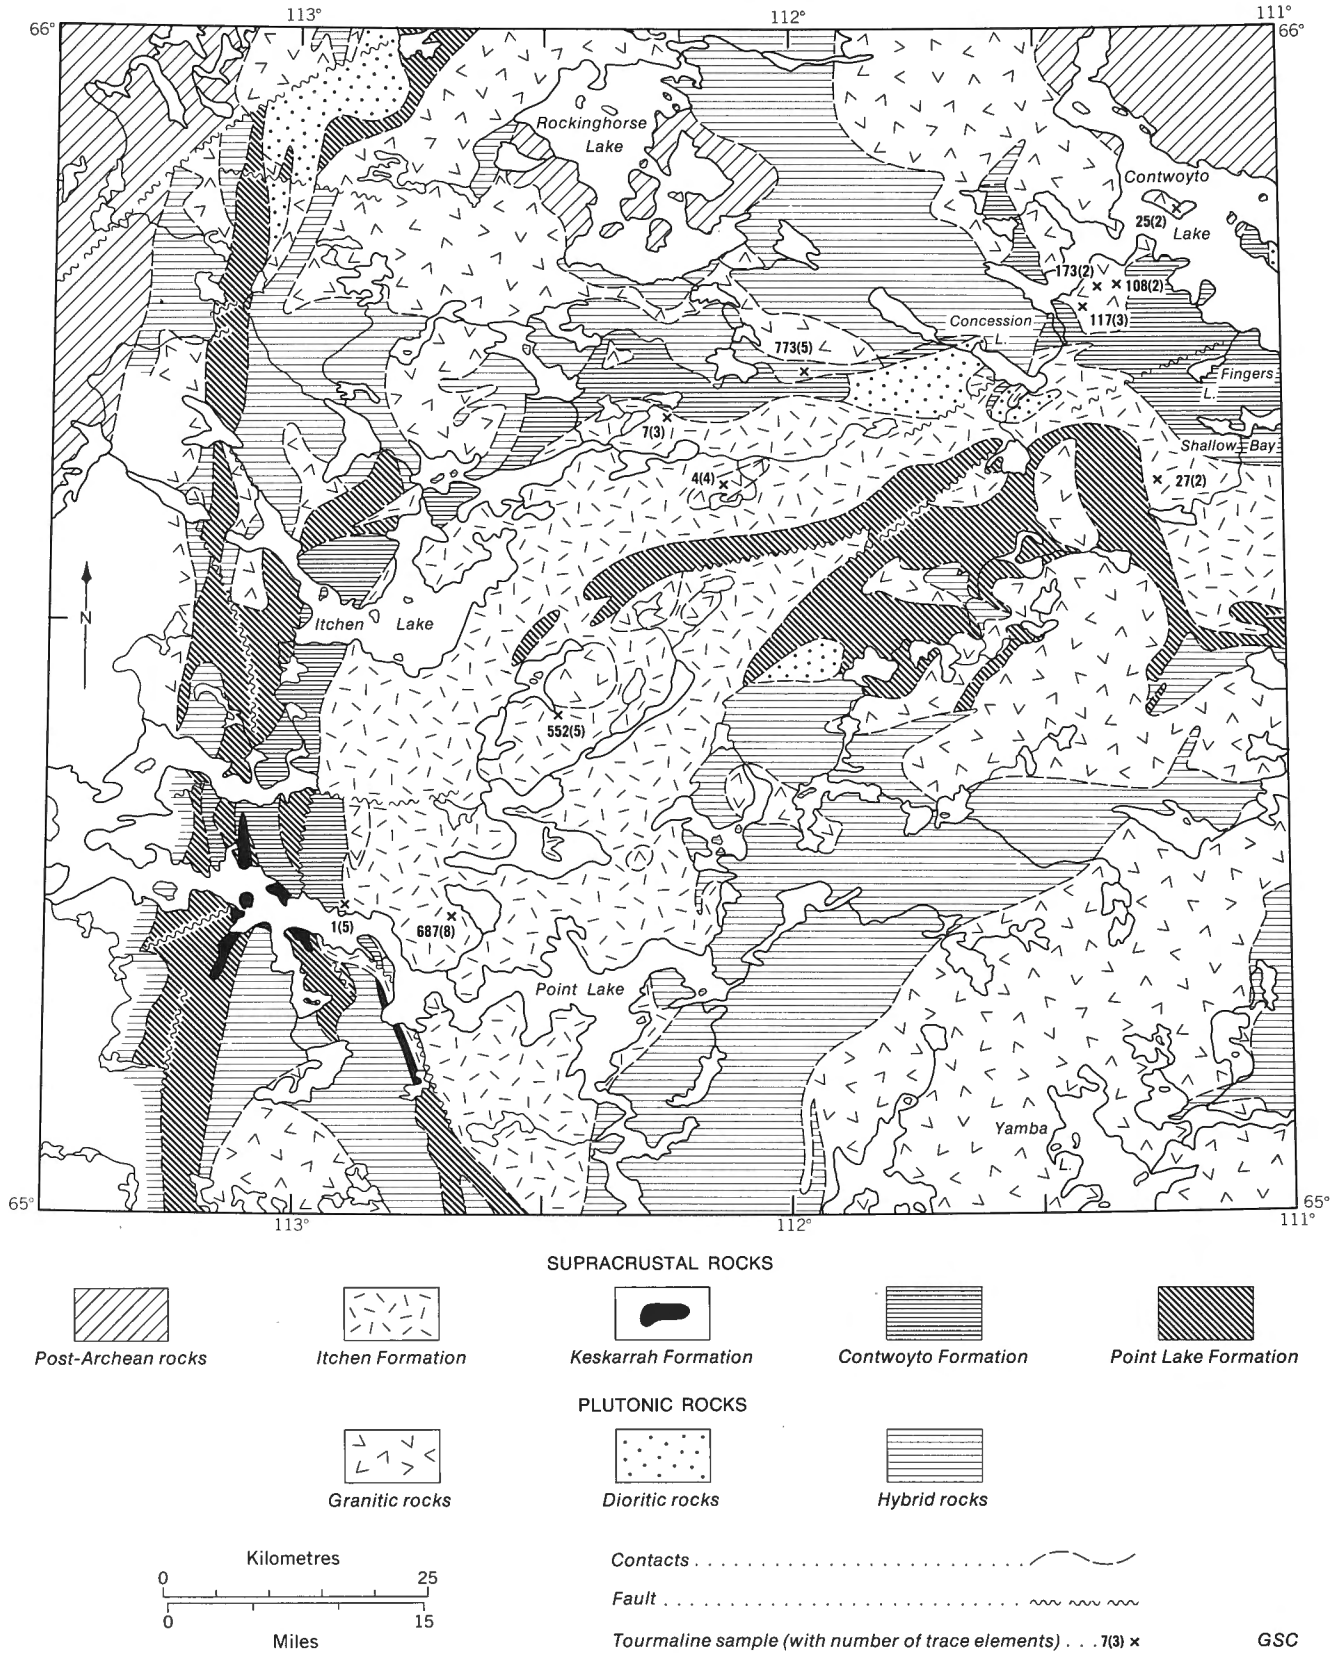 113°
112°
111°
66°
66°
Rockinghorse
Lake
Contwoyto
25(2)
Lake
173(2)
108(2)
117(3)
Concession
L.
773(5)
Fingers
L.
7(3)
Shallow Bay
4(4)
27(2)
N
Itchen Lake
552(5)
1(5)
687(8)
Point Lake
Yamba
L.
65°
65°
113°
112°
111°
SUPRACRUSTAL ROCKS
Post-Archean rocks
Itchen Formation
Keskarrah Formation
Contwoyto Formation
Point Lake Formation
PLUTONIC ROCKS
Granitic rocks
Dioritic rocks
Hybrid rocks
Kilometres
0 25
0 15
Miles
Contacts
Fault
Tourmaline sample (with number of trace elements) . . . 7(3) ×
GSC